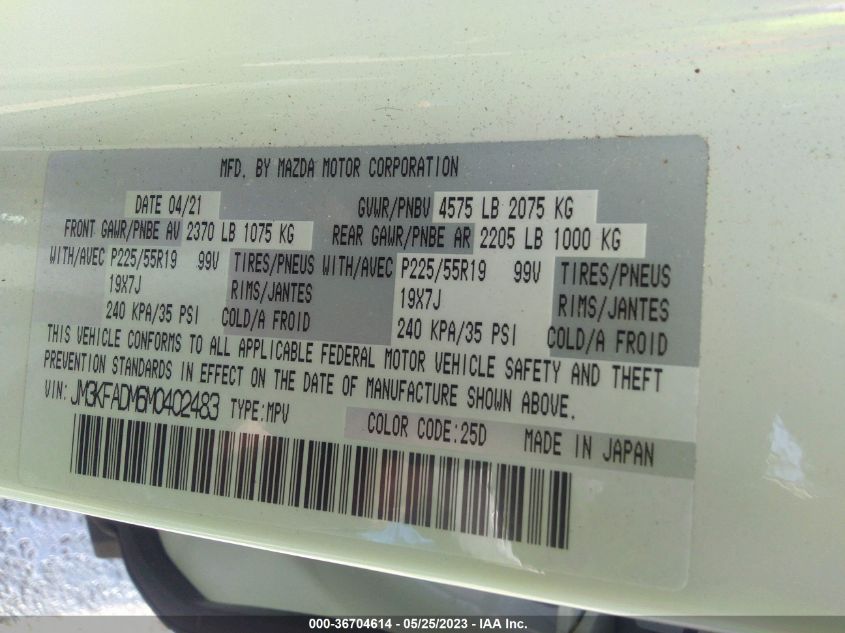 MFD. BY MAZDA MOTOR CORPORATION
DATE 04/21 GVWR/PNBV 4575 LB 2075 KG
FRONT GAWR/PNBE AV 2370 LB 1075 KG REAR GAWR/PNBE AR 2205 LB 1000 KG
WITH/AVEC P225/55R19 99V TIRES/PNEUS WITH/AVEC P225/55R19 99V TIRES/PNEUS
19X7J RIMS/JANTES 19X7J RIMS/JANTES
240 KPA/35 PSI COLD/A FROID 240 KPA/35 PSI COLD/A FROID
THIS VEHICLE CONFORMS TO ALL APPLICABLE FEDERAL MOTOR VEHICLE SAFETY AND THEFT
PREVENTION STANDARDS IN EFFECT ON THE DATE OF MANUFACTURE SHOWN ABOVE.
VIN: JM3KFADM6M0402483 TYPE:MPV
COLOR CODE:25D MADE IN JAPAN
000-36704614 — 05/25/2023 — IAA Inc.